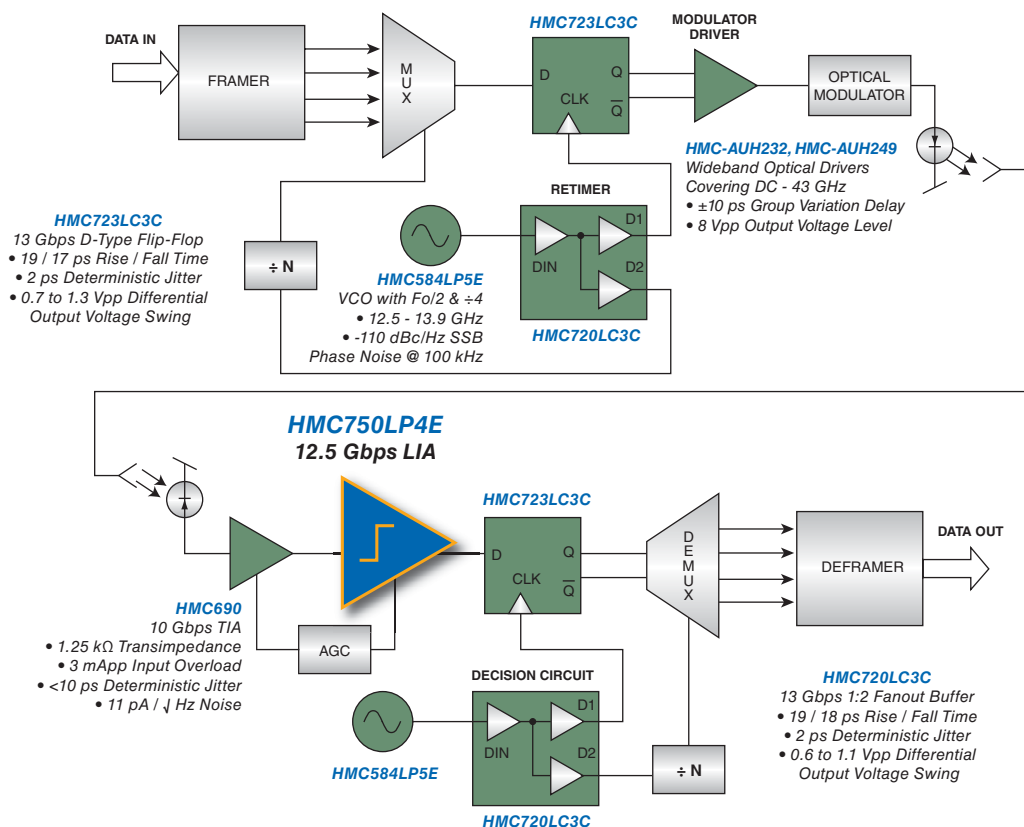 DATA IN
FRAMER
MUX
HMC723LC3C
D
Q
Q̅
CLK
MODULATOR
DRIVER
OPTICAL
MODULATOR
HMC-AUH232, HMC-AUH249
Wideband Optical Drivers
Covering DC - 43 GHz
• ±10 ps Group Variation Delay
• 8 Vpp Output Voltage Level
HMC723LC3C
13 Gbps D-Type Flip-Flop
• 19 / 17 ps Rise / Fall Time
• 2 ps Deterministic Jitter
• 0.7 to 1.3 Vpp Differential
Output Voltage Swing
÷ N
RETIMER
D1
DIN
D2
HMC720LC3C
HMC584LP5E
VCO with Fo/2 & ÷4
• 12.5 - 13.9 GHz
• -110 dBc/Hz SSB
Phase Noise @ 100 kHz
HMC750LP4E
12.5 Gbps LIA
HMC690
10 Gbps TIA
• 1.25 kΩ Transimpedance
• 3 mApp Input Overload
• <10 ps Deterministic Jitter
• 11 pA / √ Hz Noise
AGC
HMC723LC3C
D
Q
Q̅
CLK
DEMUX
DEFRAMER
DATA OUT
DECISION CIRCUIT
D1
DIN
D2
HMC584LP5E
HMC720LC3C
÷ N
HMC720LC3C
13 Gbps 1:2 Fanout Buffer
• 19 / 18 ps Rise / Fall Time
• 2 ps Deterministic Jitter
• 0.6 to 1.1 Vpp Differential
Output Voltage Swing